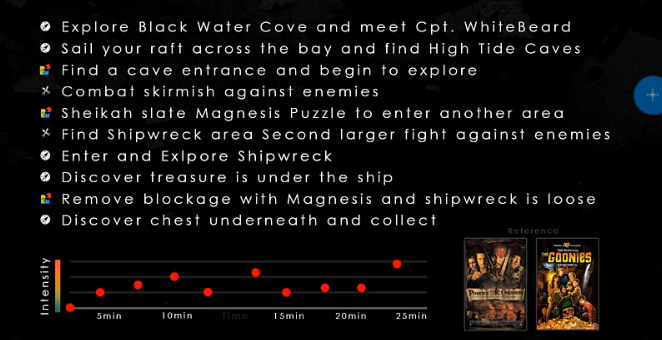 Explore Black Water Cove and meet Cpt. WhiteBeard
Sail your raft across the bay and find High Tide Caves
Find a cave entrance and begin to explore
Combat skirmish against enemies
Sheikah slate Magnesis Puzzle to enter another area
Find Shipwreck area Second larger fight against enemies
Enter and Exlpore Shipwreck
Discover treasure is under the ship
Remove blockage with Magnesis and shipwreck is loose
Discover chest underneath and collect
Reference
Intensity
5min 10min Time 15min 20min 25min
THE GOONIES